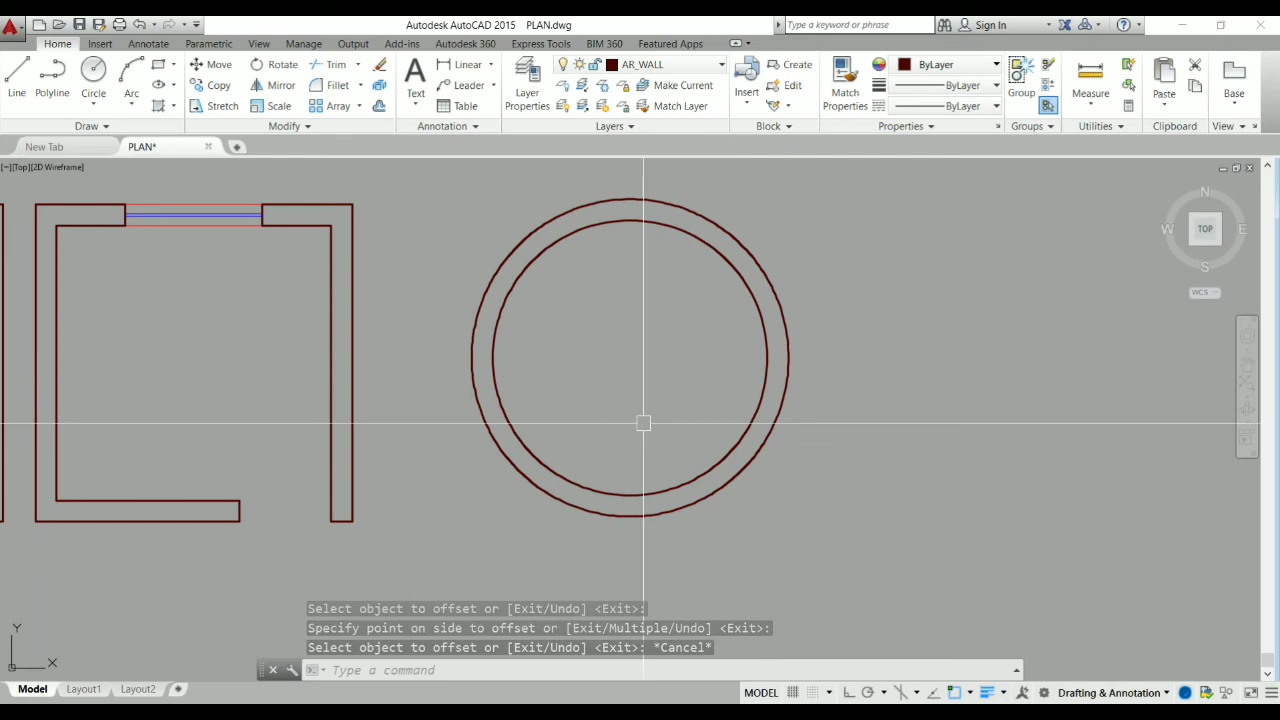 Autodesk AutoCAD 2015 PLAN.dwg
Type a keyword or phrase
Sign In
Home Insert Annotate Parametric View Manage Output Add-ins Autodesk 360 Express Tools BIM 360 Featured Apps
Line Polyline Circle Arc
Move Rotate Trim
Copy Mirror Fillet
Stretch Scale Array
Text
Linear
Leader
Table
Layer
Properties
AR_WALL
Make Current
Match Layer
Insert
Create
Edit
Match
Properties
ByLayer
ByLayer
ByLayer
Group
Measure
Paste
Base
Draw Modify Annotation Layers Block Properties Groups Utilities Clipboard View
New Tab PLAN*
[−][Top][2D Wireframe]
N
W TOP E
S
WCS
Select object to offset or [Exit/Undo] <Exit>:
Specify point on side to offset or [Exit/Multiple/Undo] <Exit>:
Select object to offset or [Exit/Undo] <Exit>: *Cancel*
Type a command
Y
X
Model Layout1 Layout2
MODEL
Drafting & Annotation